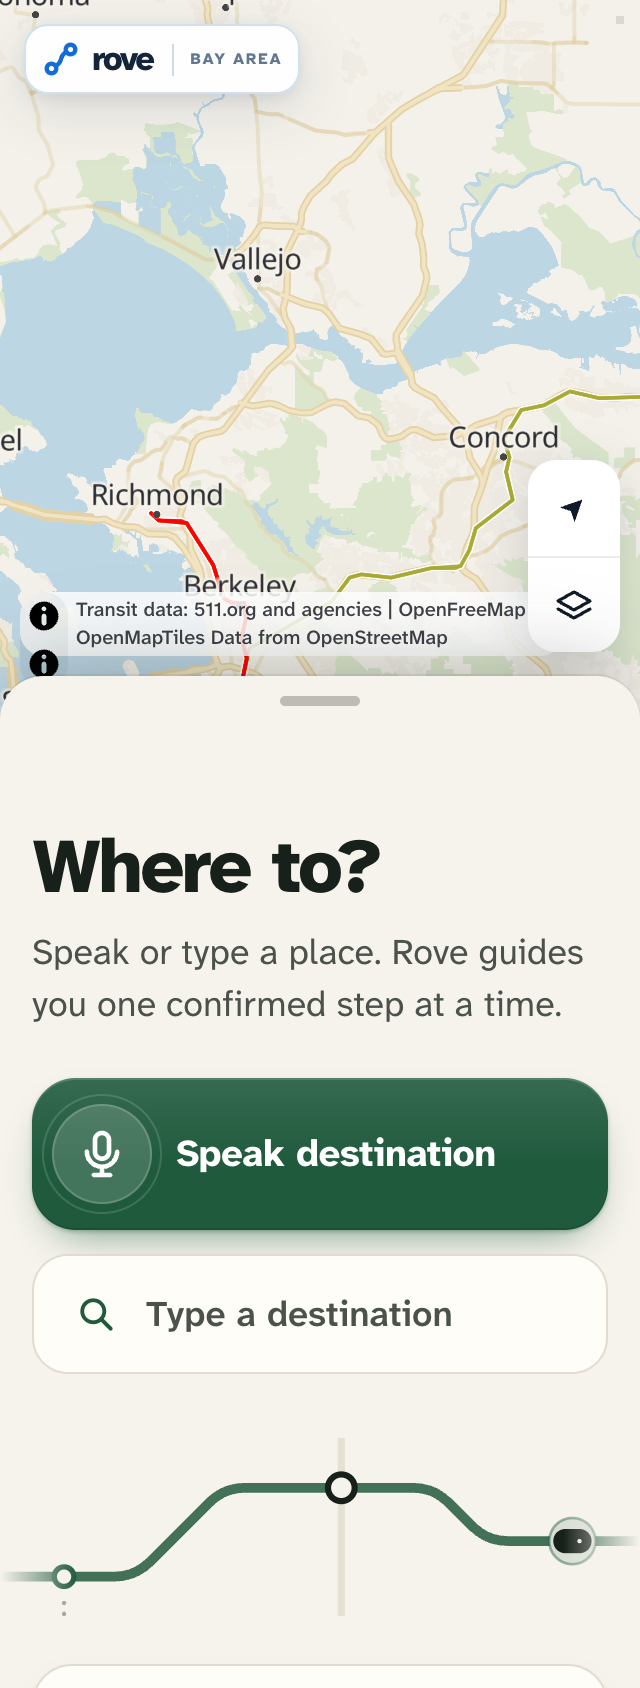 rove BAY AREA
Vallejo
Concord
el
Richmond
Berkeley
Transit data: 511.org and agencies | OpenFreeMap
OpenMapTiles Data from OpenStreetMap
Where to?
Speak or type a place. Rove guides
you one confirmed step at a time.
Speak destination
Type a destination